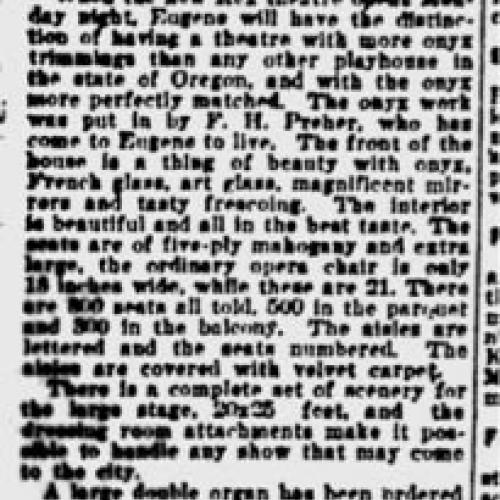 day night, Eugene will have the distinc-
tion of having a theatre with more onyx
trimmings than any other playhouse in
the state of Oregon, and with the onyx
more perfectly matched. The onyx work
was put in by F. H. Preher, who has
come to Eugene to live. The front of the
house is a thing of beauty with onyx,
French glass, art glass, magnificent mir-
rors and tasty frescoing. The interior
is beautiful and all in the best taste. The
seats are of five-ply mahogany and extra
large, the ordinary opera chair is only
18 inches wide, while these are 21. There
are 800 seats all told, 500 in the parquet
and 300 in the balcony. The aisles are
lettered and the seats numbered. The
aisles are covered with velvet carpet.
There is a complete set of scenery for
the large stage, 20x25 feet, and the
dressing room attachments make it pos-
sible to handle any show that may come
to the city.
A large double organ has been ordered